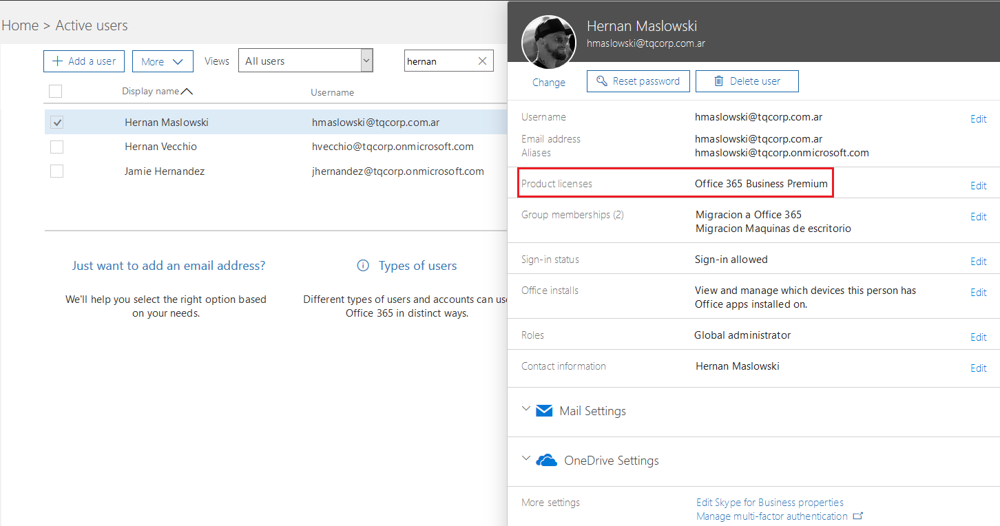 Home > Active users
Add a user
More
Views
All users
hernan
Display name
Username
Hernan Maslowski
hmaslowski@tqcorp.com.ar
Hernan Vecchio
hvecchio@tqcorp.onmicrosoft.com
Jamie Hernandez
jhernandez@tqcorp.onmicrosoft.com
Just want to add an email address?
We'll help you select the right option based
on your needs.
Types of users
Different types of users and accounts can use
Office 365 in distinct ways.
Hernan Maslowski
hmaslowski@tqcorp.com.ar
Change
Reset password
Delete user
Username
hmaslowski@tqcorp.com.ar
Edit
Email address
hmaslowski@tqcorp.com.ar
Aliases
hmaslowski@tqcorp.onmicrosoft.com
Product licenses
Office 365 Business Premium
Edit
Group memberships (2)
Migracion a Office 365
Migracion Maquinas de escritorio
Edit
Sign-in status
Sign-in allowed
Edit
Office installs
View and manage which devices this person has
Office apps installed on.
Edit
Roles
Global administrator
Edit
Contact information
Hernan Maslowski
Edit
Mail Settings
OneDrive Settings
More settings
Edit Skype for Business properties
Manage multi-factor authentication